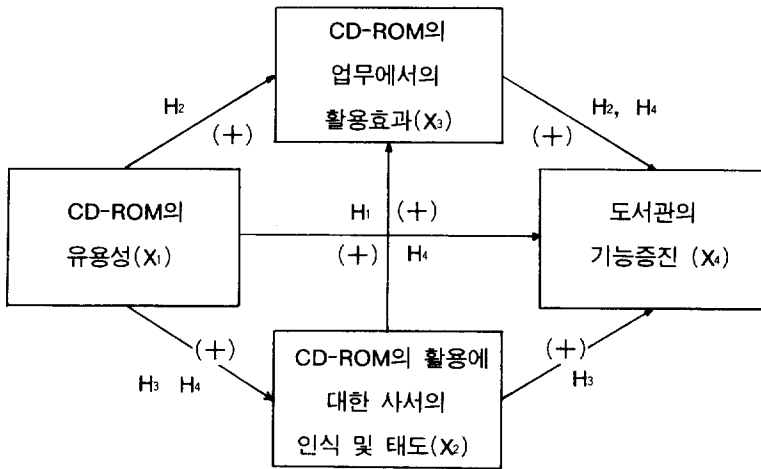 CD-ROM의
업무에서의
활용효과(X₃)
H₂
(+)
H₂, H₄
(+)
CD-ROM의
유용성(X₁)
H₁ (+)
(+) H₄
도서관의
기능증진 (X₄)
(+)
H₃ H₄
CD-ROM의 활용에
대한 사서의
인식 및 태도(X₂)
(+)
H₃